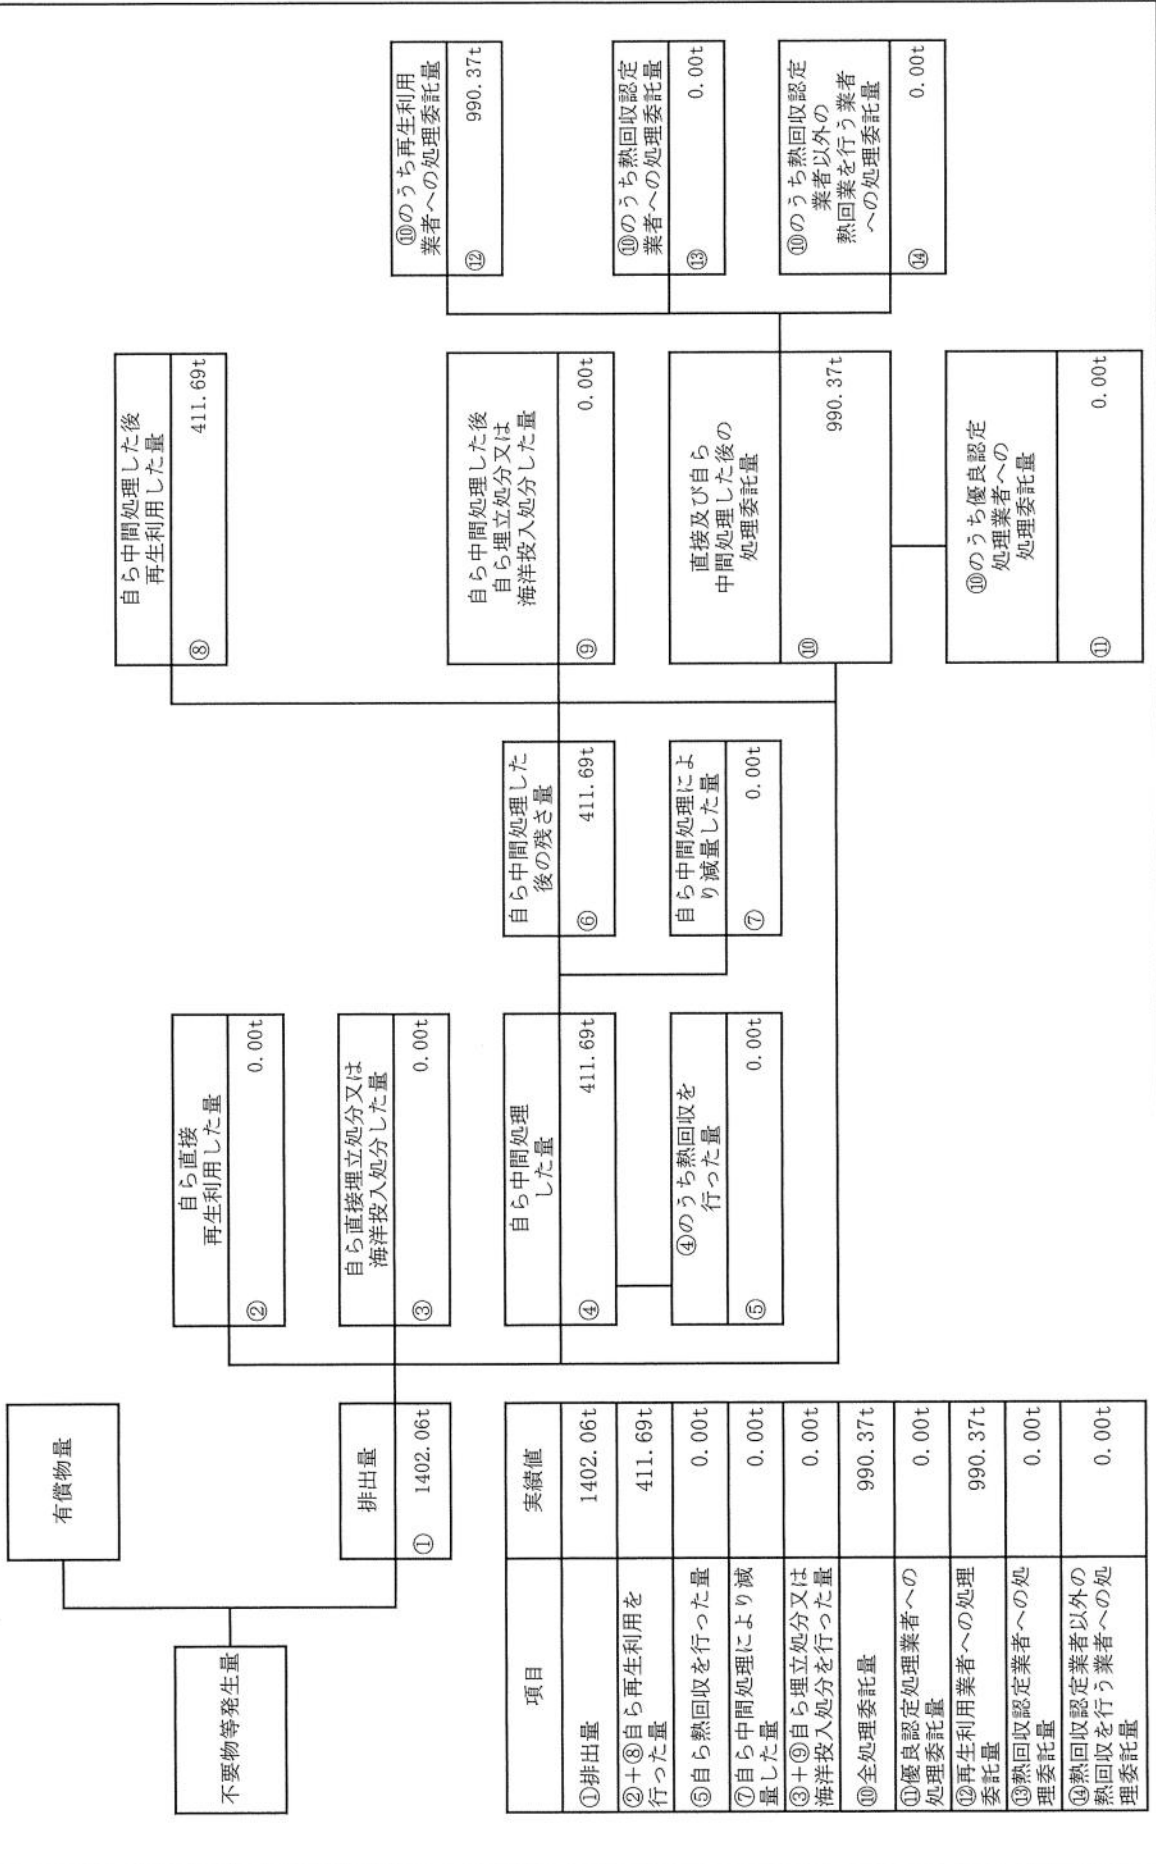 不要物等発生量
有償物量
排出量
① 1402.06t
自ら直接
再生利用した量
② 0.00t
自ら直接埋立処分又は
海洋投入処分した量
③ 0.00t
自ら中間処理
した量
④ 411.69t
④のうち熱回収を
行った量
⑤ 0.00t
自ら中間処理した
後の残さ量
⑥ 411.69t
自ら中間処理によ
り減量した量
⑦ 0.00t
自ら中間処理した後
再生利用した量
⑧ 411.69t
自ら中間処理した後
自ら埋立処分又は
海洋投入処分した量
⑨ 0.00t
直接及び自ら
中間処理した後の
処理委託量
⑩ 990.37t
⑩のうち優良認定
処理業者への
処理委託量
⑪ 0.00t
⑩のうち再生利用
業者への処理委託量
⑫ 990.37t
⑩のうち熱回収認定
業者への処理委託量
⑬ 0.00t
⑩のうち熱回収認定
業者以外の
熱回業を行う業者
への処理委託量
⑭ 0.00t
項目 実績値
①排出量 1402.06t
②+⑧自ら再生利用を
行った量 411.69t
⑤自ら熱回収を行った量 0.00t
⑦自ら中間処理により減
量した量 0.00t
③+⑨自ら埋立処分又は
海洋投入処分を行った量 0.00t
⑩全処理委託量 990.37t
⑪優良認定処理業者への
処理委託量 0.00t
⑫再生利用業者への処理
委託量 990.37t
⑬熱回収認定業者への処
理委託量 0.00t
⑭熱回収認定業者以外の
熱回収を行う業者への処
理委託量 0.00t